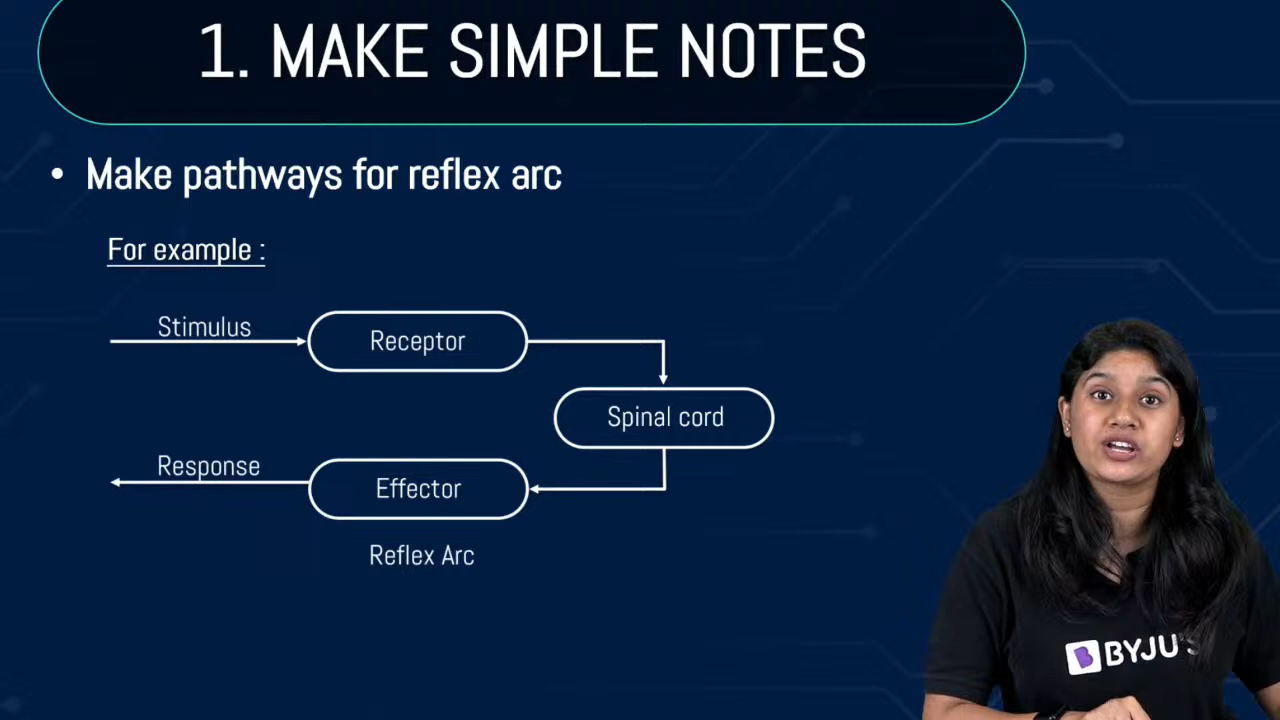 1. MAKE SIMPLE NOTES
• Make pathways for reflex arc
For example :
Stimulus
Receptor
Spinal cord
Response
Effector
Reflex Arc
BYJU'S